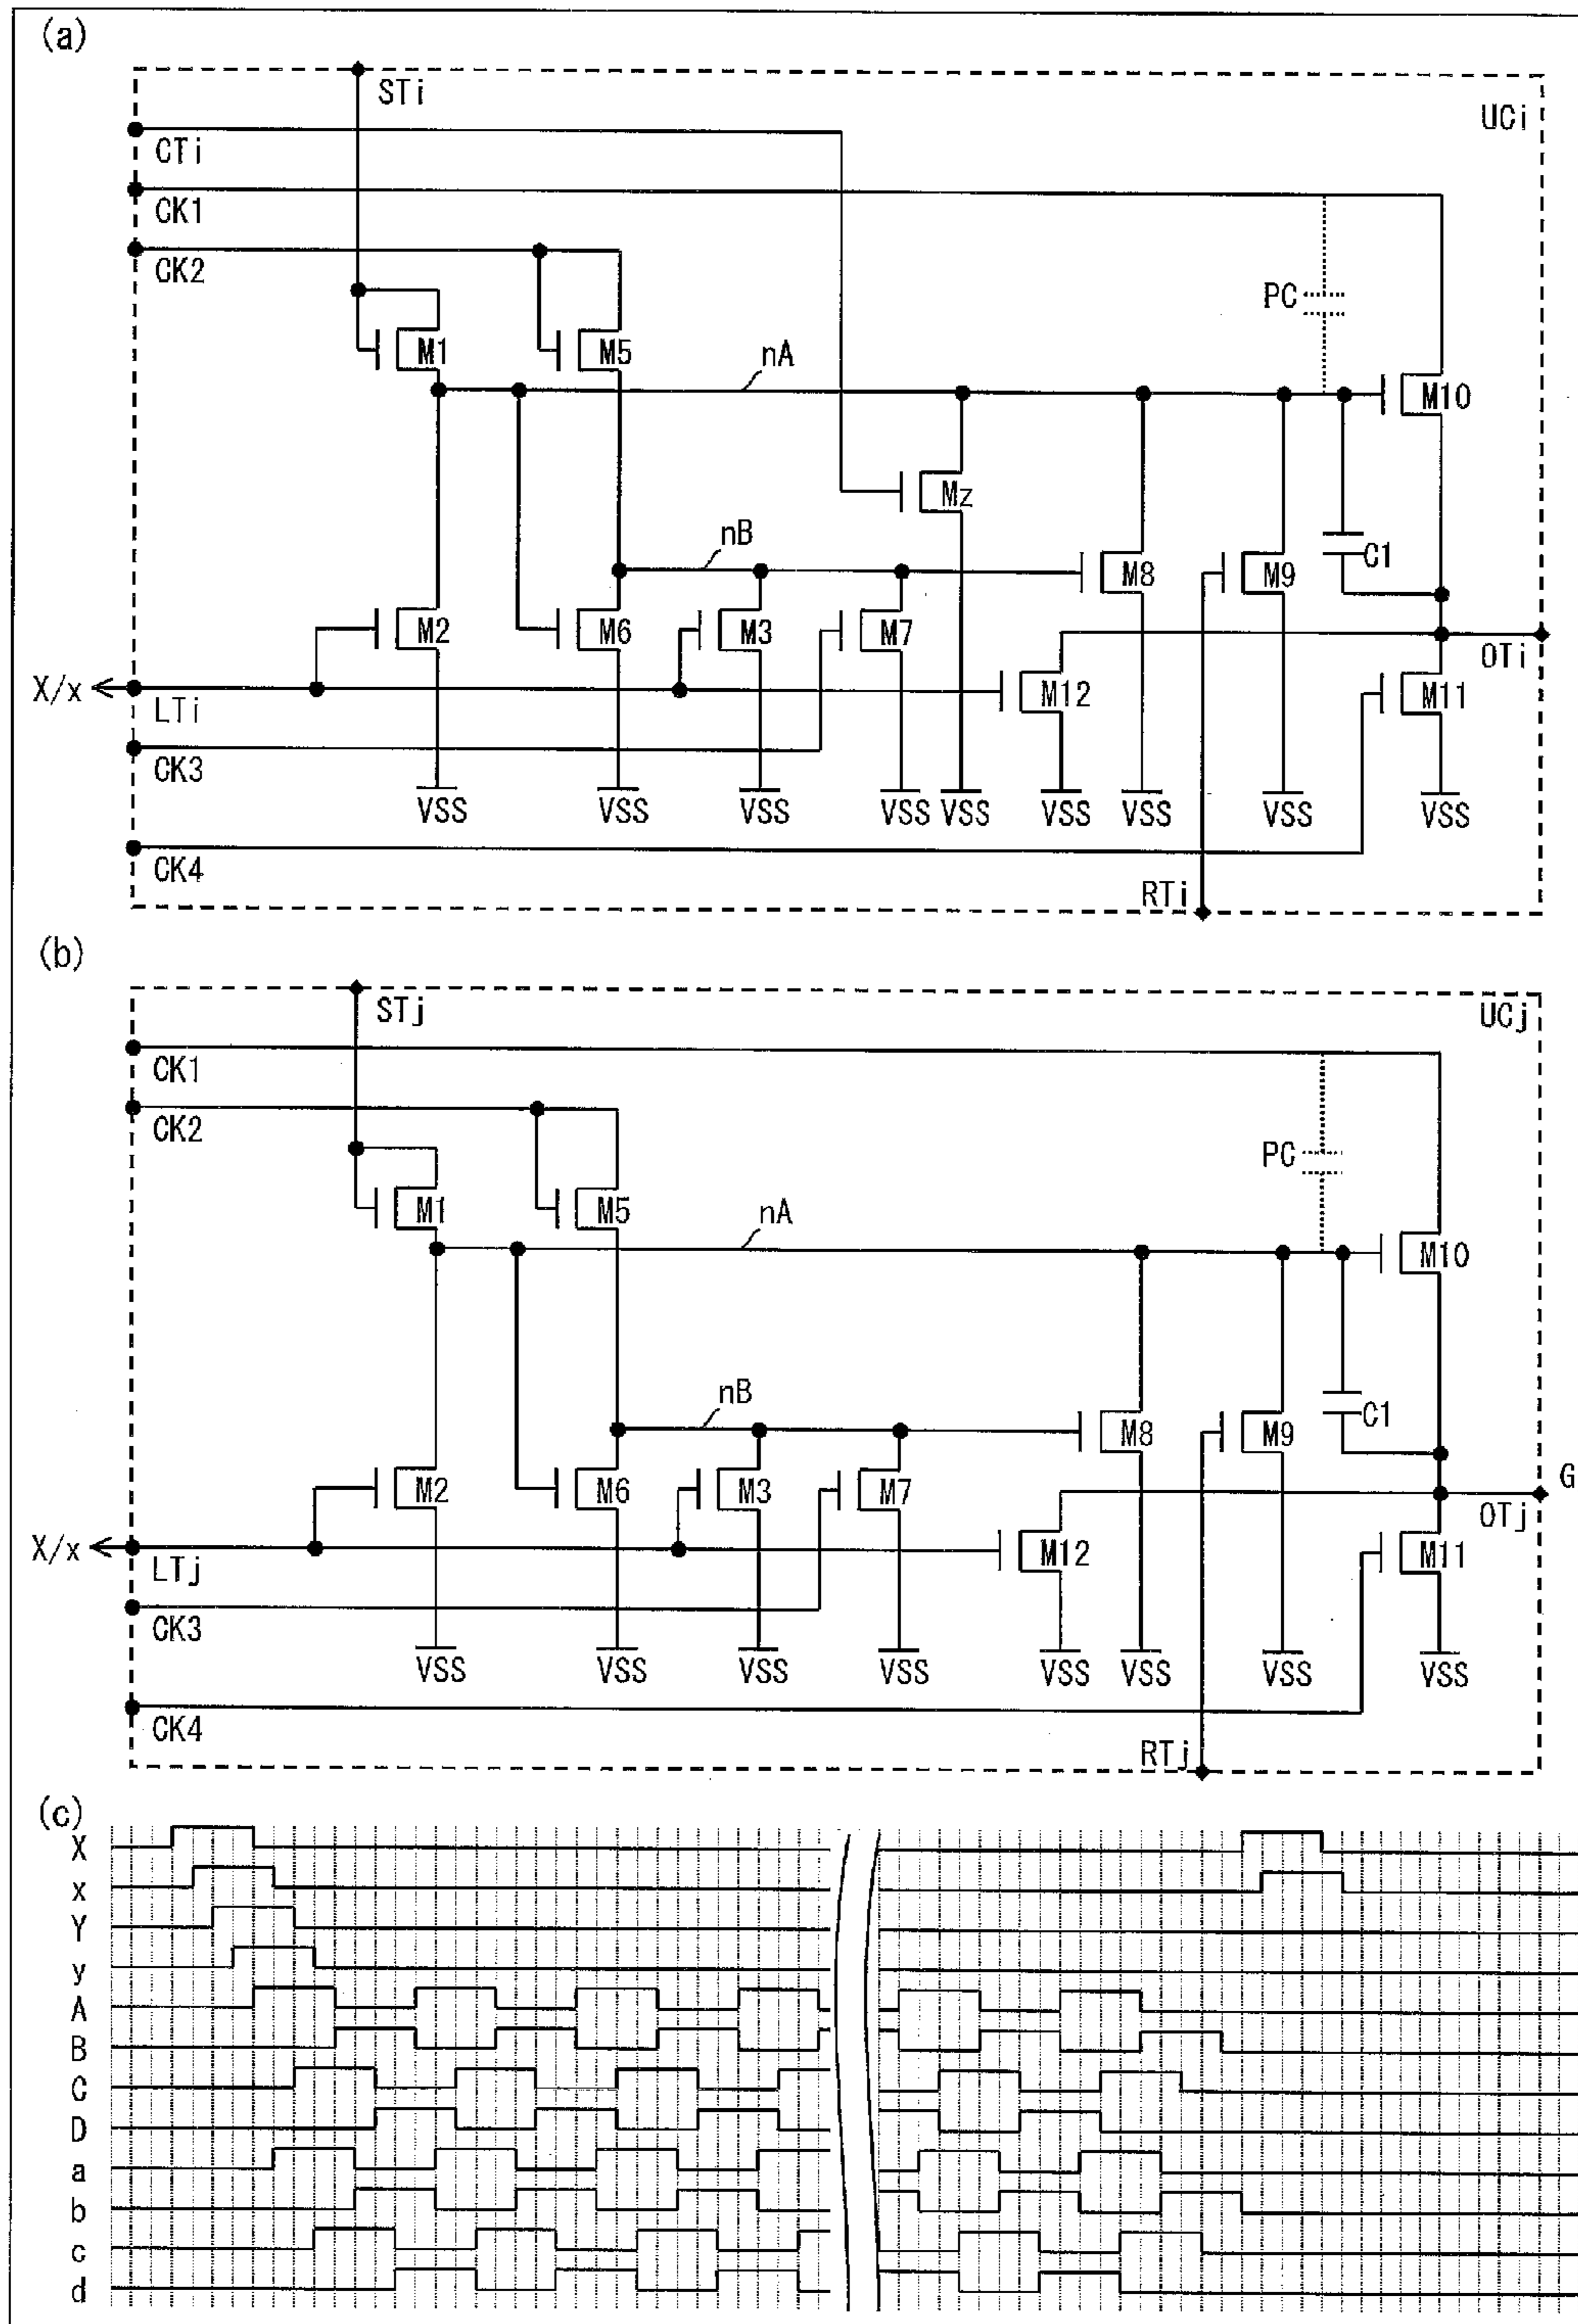 (a)
STi
UCi
CTi
CK1
CK2
PC
M1
M5
nA
M10
Mz
nB
M8
M9
C1
M2
M6
M3
M7
OTi
X/x
LTi
M12
M11
CK3
VSS VSS VSS VSS VSS VSS VSS VSS VSS
CK4
RTi
(b)
STj
UCj
CK1
CK2
PC
M1
M5
nA
M10
nB
M8
M9
C1
M2
M6
M3
M7
G
OTj
X/x
LTj
M12
M11
CK3
VSS VSS VSS VSS VSS VSS VSS VSS
CK4
RTj
(c)
X
x
Y
y
A
B
C
D
a
b
c
d